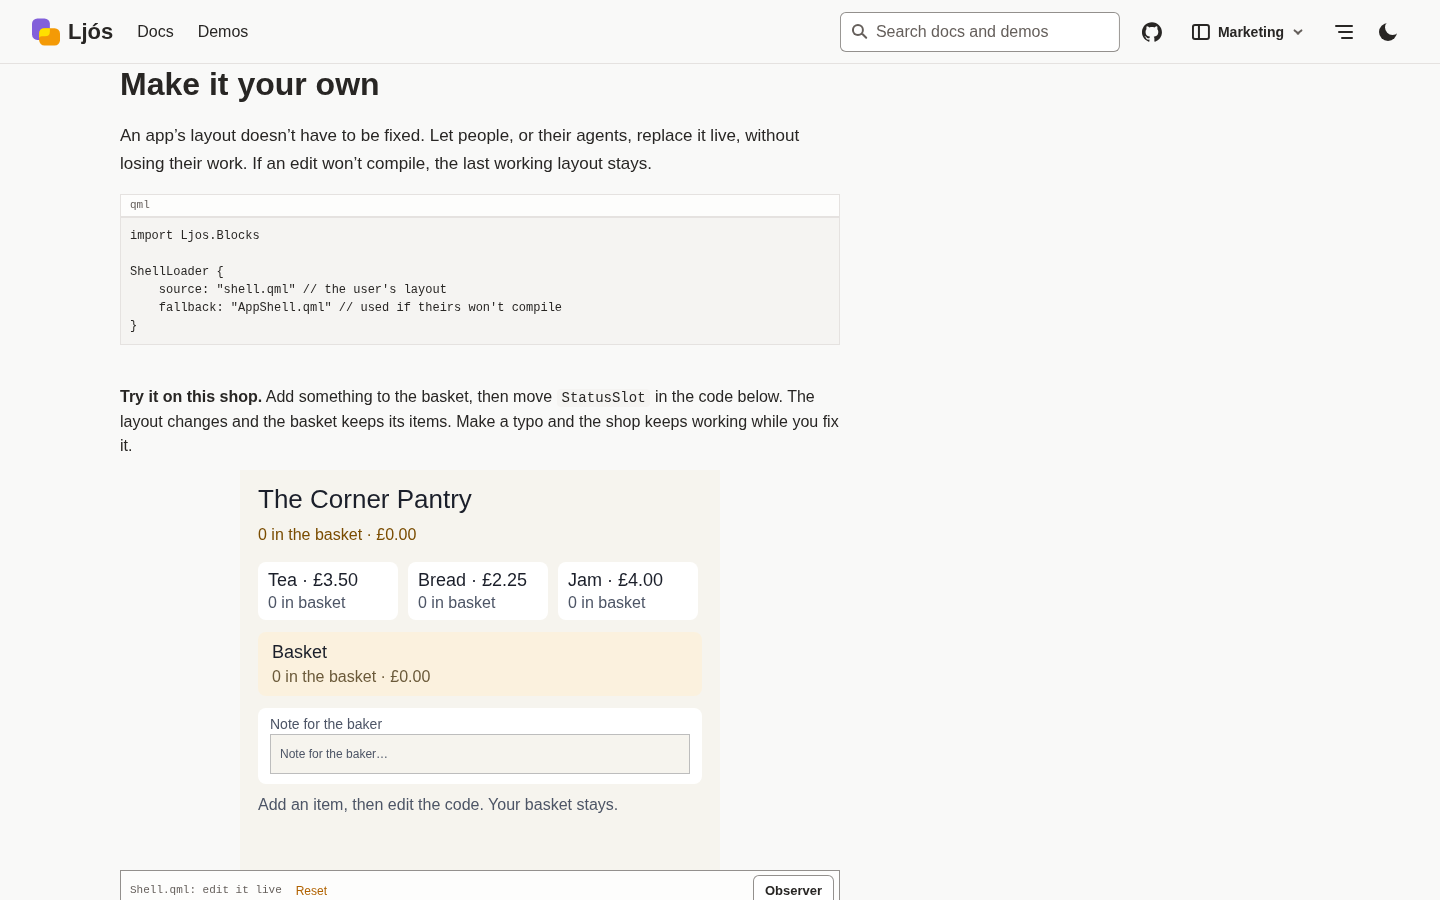 Ljós
Docs
Demos
Search docs and demos
Marketing
Make it your own
An app’s layout doesn’t have to be fixed. Let people, or their agents, replace it live, without
losing their work. If an edit won’t compile, the last working layout stays.
qml
import Ljos.Blocks
ShellLoader {
    source: "shell.qml" // the user's layout
    fallback: "AppShell.qml" // used if theirs won't compile
}
Try it on this shop. Add something to the basket, then move StatusSlot in the code below. The
layout changes and the basket keeps its items. Make a typo and the shop keeps working while you fix
it.
The Corner Pantry
0 in the basket · £0.00
Tea · £3.50
0 in basket
Bread · £2.25
0 in basket
Jam · £4.00
0 in basket
Basket
0 in the basket · £0.00
Note for the baker
Note for the baker…
Add an item, then edit the code. Your basket stays.
Shell.qml: edit it live
Reset
Observer